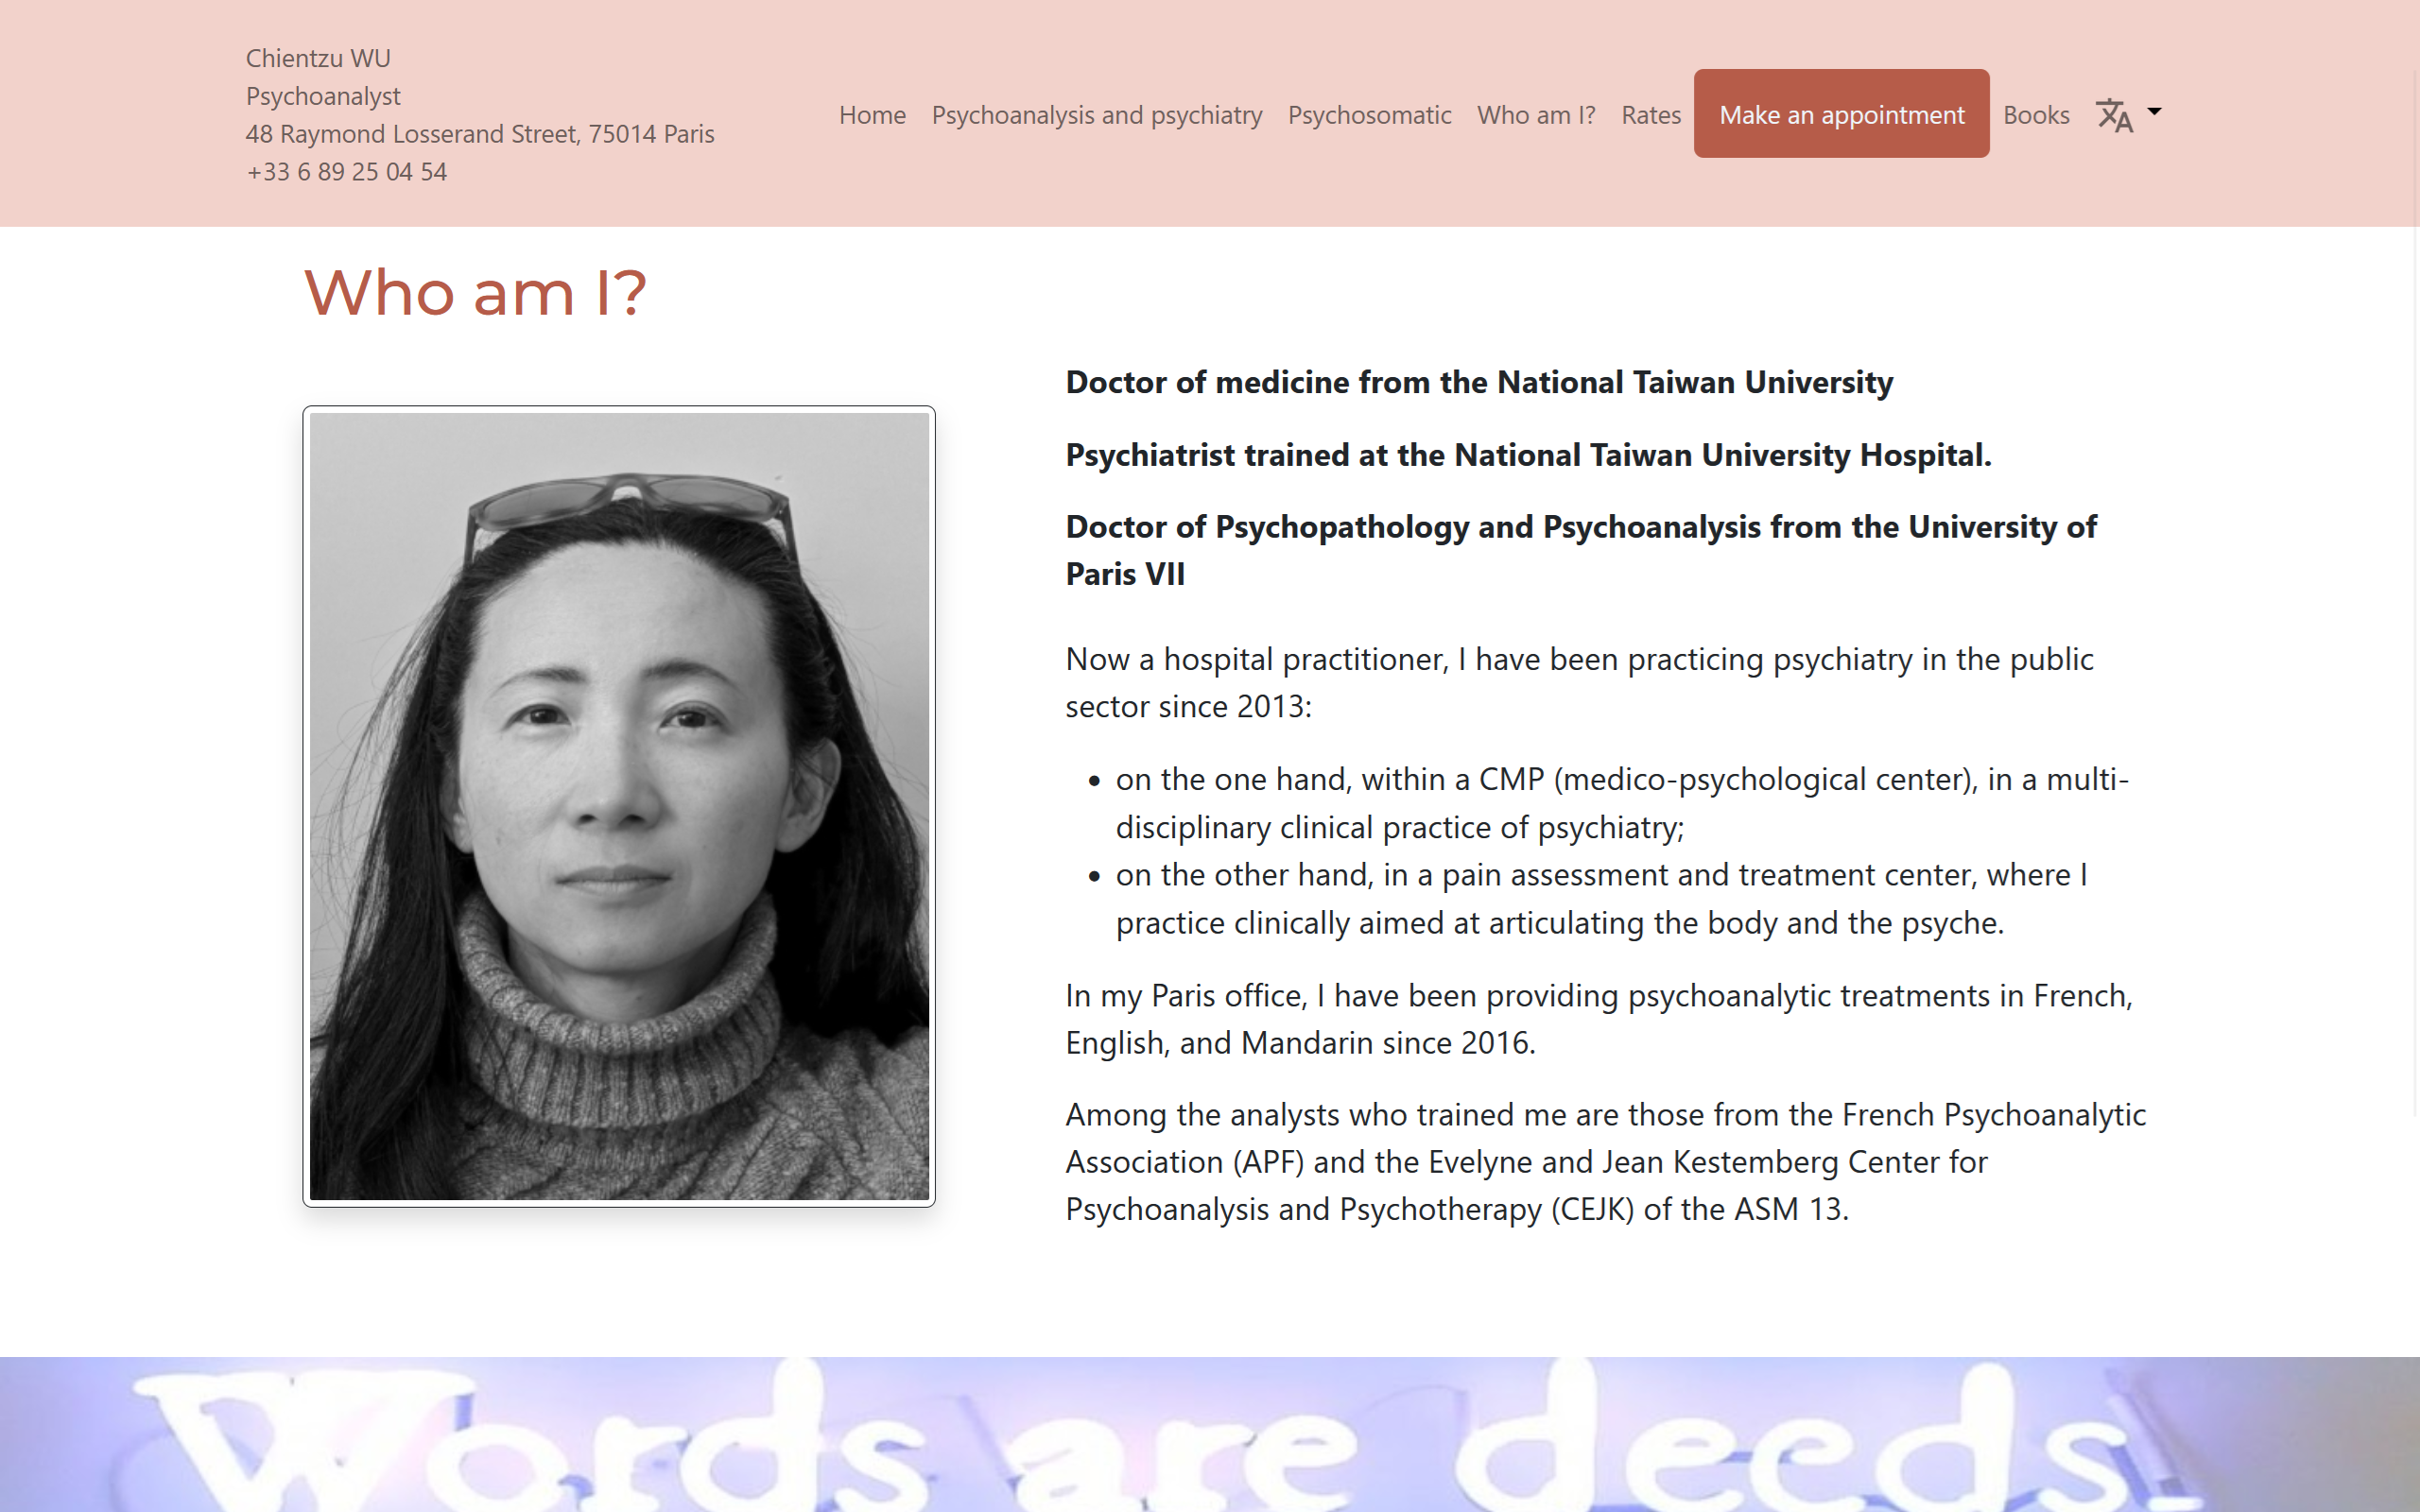 Chientzu WU
Psychoanalyst
48 Raymond Losserand Street, 75014 Paris
+33 6 89 25 04 54
Home Psychoanalysis and psychiatry Psychosomatic Who am I? Rates Make an appointment Books
Who am I?
Doctor of medicine from the National Taiwan University
Psychiatrist trained at the National Taiwan University Hospital.
Doctor of Psychopathology and Psychoanalysis from the University of
Paris VII
Now a hospital practitioner, I have been practicing psychiatry in the public
sector since 2013:
• on the one hand, within a CMP (medico-psychological center), in a multi-
disciplinary clinical practice of psychiatry;
• on the other hand, in a pain assessment and treatment center, where I
practice clinically aimed at articulating the body and the psyche.
In my Paris office, I have been providing psychoanalytic treatments in French,
English, and Mandarin since 2016.
Among the analysts who trained me are those from the French Psychoanalytic
Association (APF) and the Evelyne and Jean Kestemberg Center for
Psychoanalysis and Psychotherapy (CEJK) of the ASM 13.
Words are deeds.